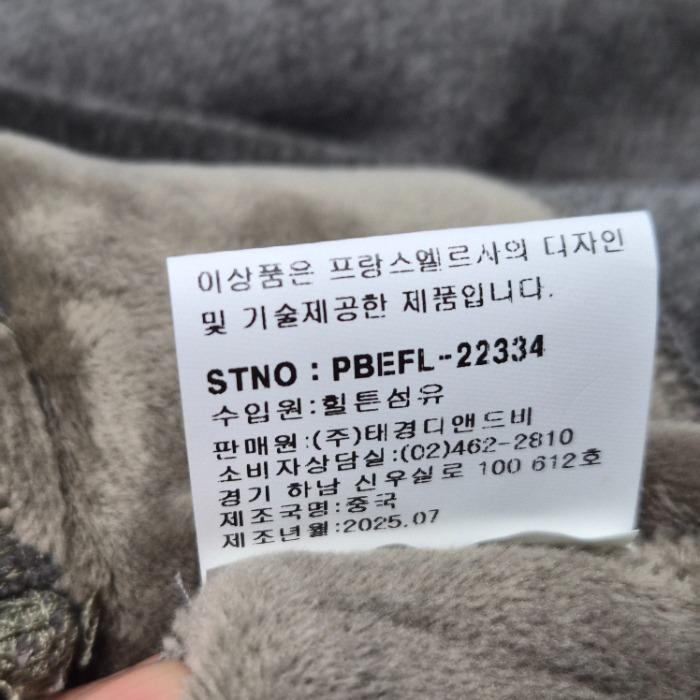 이상품은 프랑스엘르사의 디자인
및 기술제공한 제품입니다.
STNO : PBEFL-22334
수입원:힐튼섬유
판매원:(주)태경디앤드비
소비자상담실:(02)462-2810
경기 하남 신우실로 100 612호
제조국명:중국
제조년월:2025.07